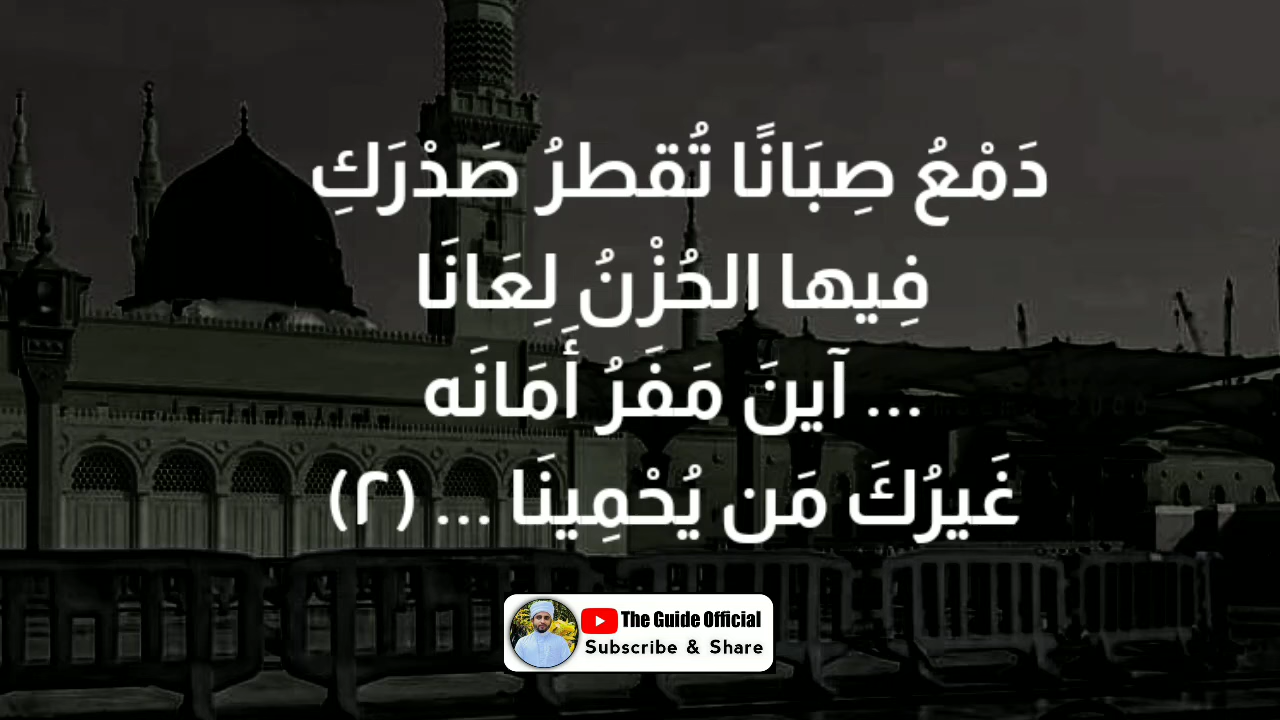 دَمْعُ صِبَانًا تُقطرُ صَدْرَكِ
فِيها الحُزْنُ لِعَانَا
... آينَ مَفَرُ أَمَانَه
غَيرُكَ مَن يُحْمِينَا ... (٢)
The Guide Official
Subscribe & Share